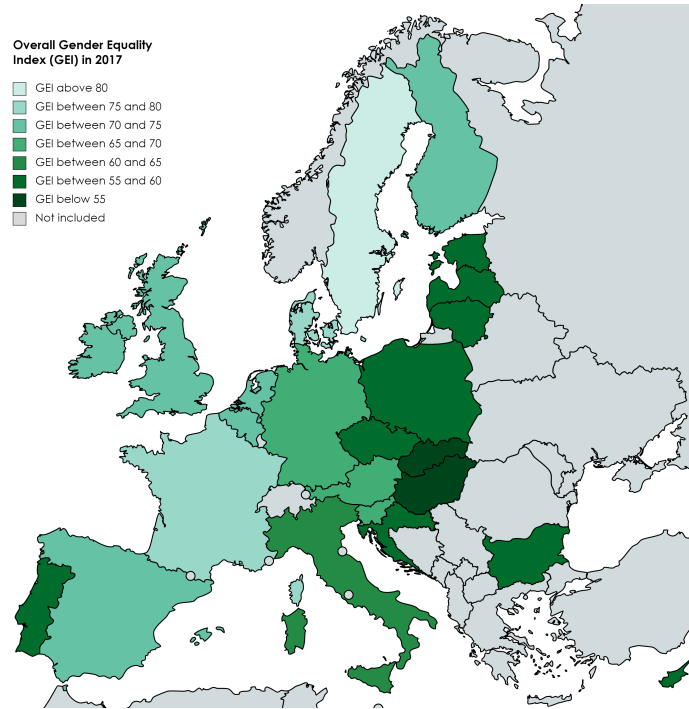 Overall Gender Equality
Index (GEI) in 2017
GEI above 80
GEI between 75 and 80
GEI between 70 and 75
GEI between 65 and 70
GEI between 60 and 65
GEI between 55 and 60
GEI below 55
Not included